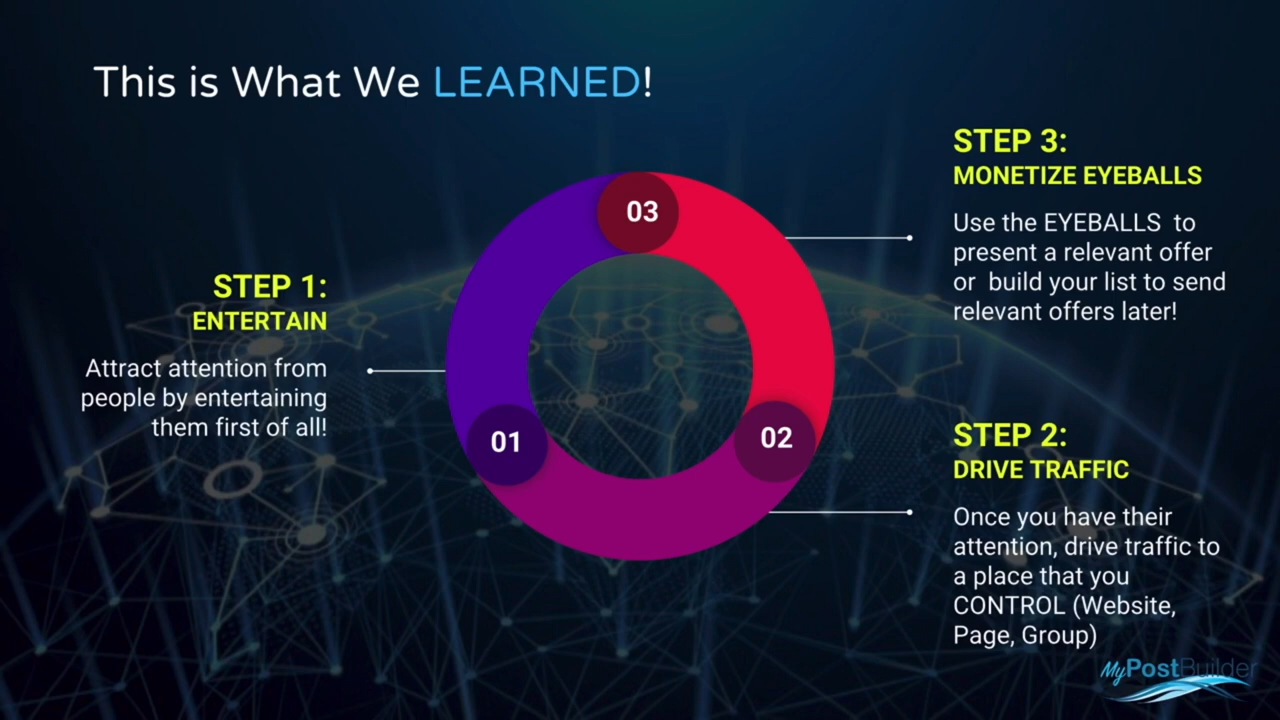 This is What We LEARNED!
STEP 1:
ENTERTAIN
Attract attention from
people by entertaining
them first of all!
03
01
02
STEP 3:
MONETIZE EYEBALLS
Use the EYEBALLS to
present a relevant offer
or build your list to send
relevant offers later!
STEP 2:
DRIVE TRAFFIC
Once you have their
attention, drive traffic to
a place that you
CONTROL (Website,
Page, Group)
MyPostBuilder